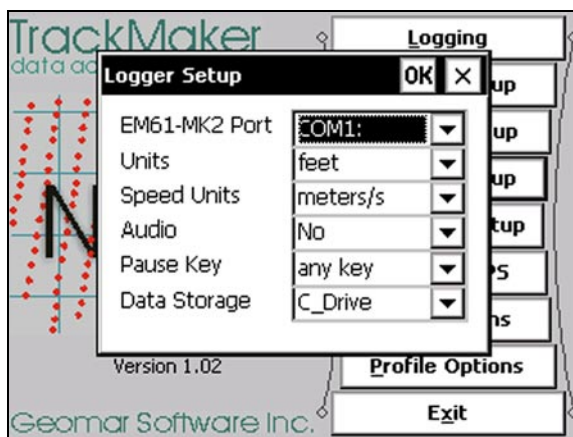 TrackMaker
data ac
Logging
Logger Setup
OK
up
EM61-MK2 Port
COM1:
up
Units
feet
Speed Units
meters/s
up
Audio
No
tup
Pause Key
any key
PS
Data Storage
C_Drive
ns
N
Version 1.02
Profile Options
Geomar Software Inc.
Exit